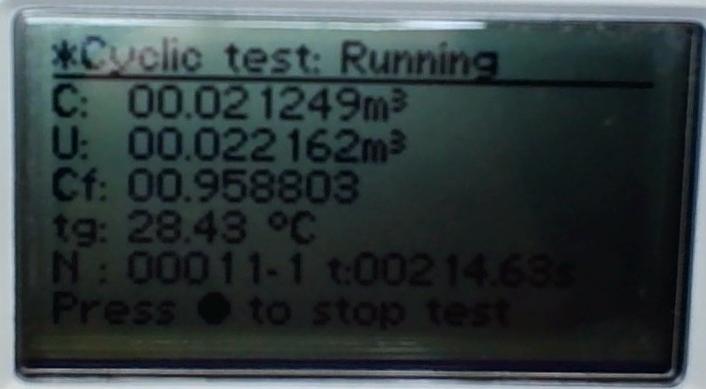 *Cyclic test: Running
C: 00.021249m³
U: 00.022162m³
Cf: 00.958803
tg: 28.43 °C
N : 00011-1 t:00214.63s
Press ● to stop test